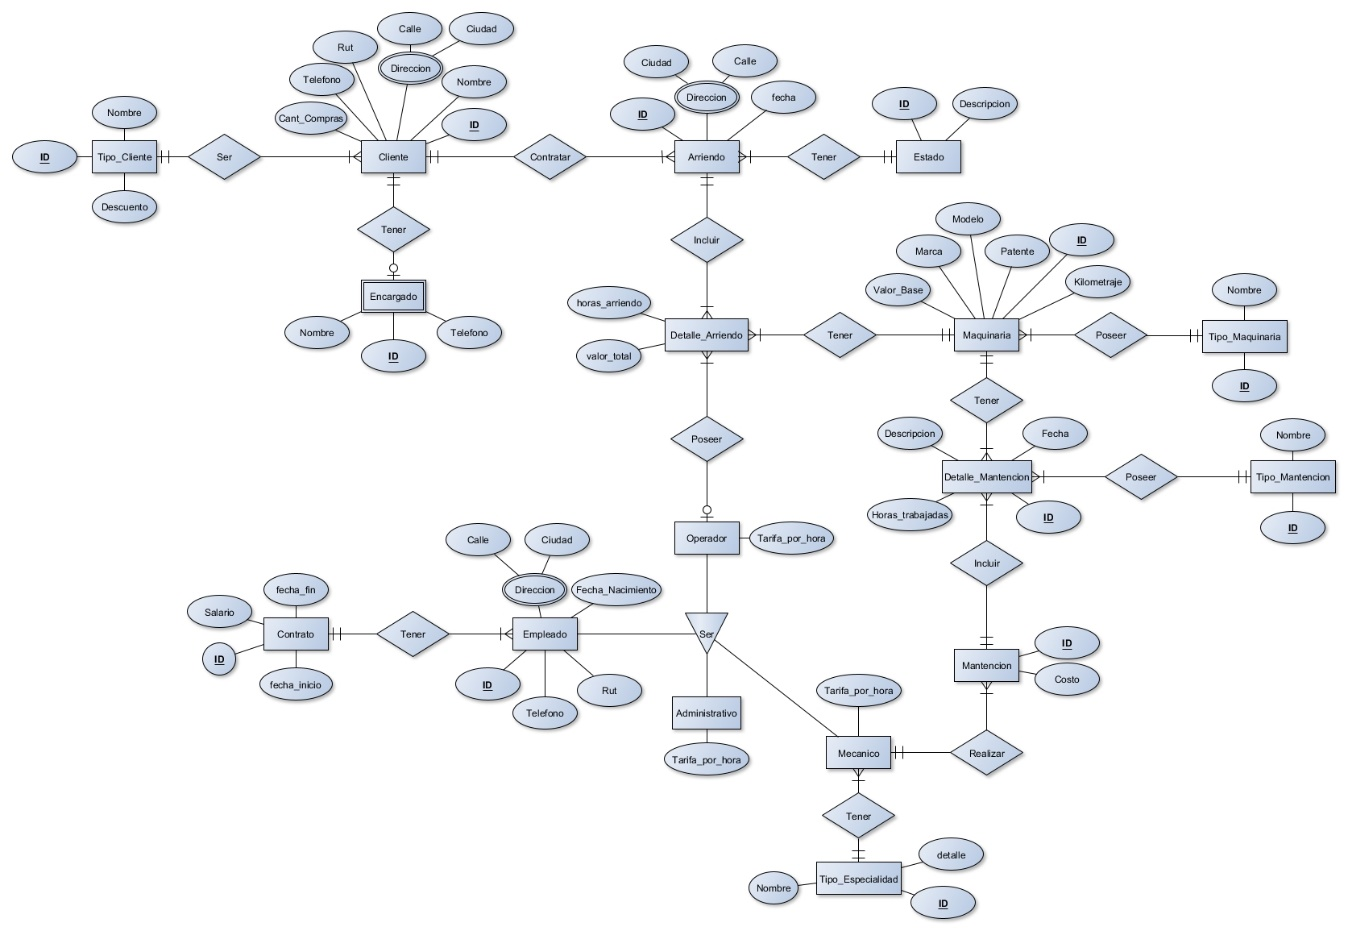 Calle
Ciudad
Rut
Direccion
Telefono
Nombre
Cant_Compras
ID
Nombre
ID
Tipo_Cliente
Descuento
Ser
Cliente
Contratar
Ciudad
Calle
Direccion
fecha
ID
Arriendo
Tener
ID
Descripcion
Estado
Tener
Encargado
Nombre
ID
Telefono
Incluir
Modelo
Marca
Patente
ID
Valor_Base
Kilometraje
horas_arriendo
valor_total
Detalle_Arriendo
Tener
Maquinaria
Poseer
Nombre
Tipo_Maquinaria
ID
Tener
Descripcion
Fecha
Detalle_Mantencion
Horas_trabajadas
ID
Poseer
Nombre
Tipo_Mantencion
ID
Poseer
Operador
Tarifa_por_hora
Incluir
Calle
Ciudad
Direccion
Fecha_Nacimiento
fecha_fin
Salario
Contrato
ID
fecha_inicio
Tener
Empleado
ID
Telefono
Rut
Ser
Administrativo
Tarifa_por_hora
Mantencion
ID
Costo
Tarifa_por_hora
Mecanico
Realizar
Tener
Tipo_Especialidad
detalle
Nombre
ID